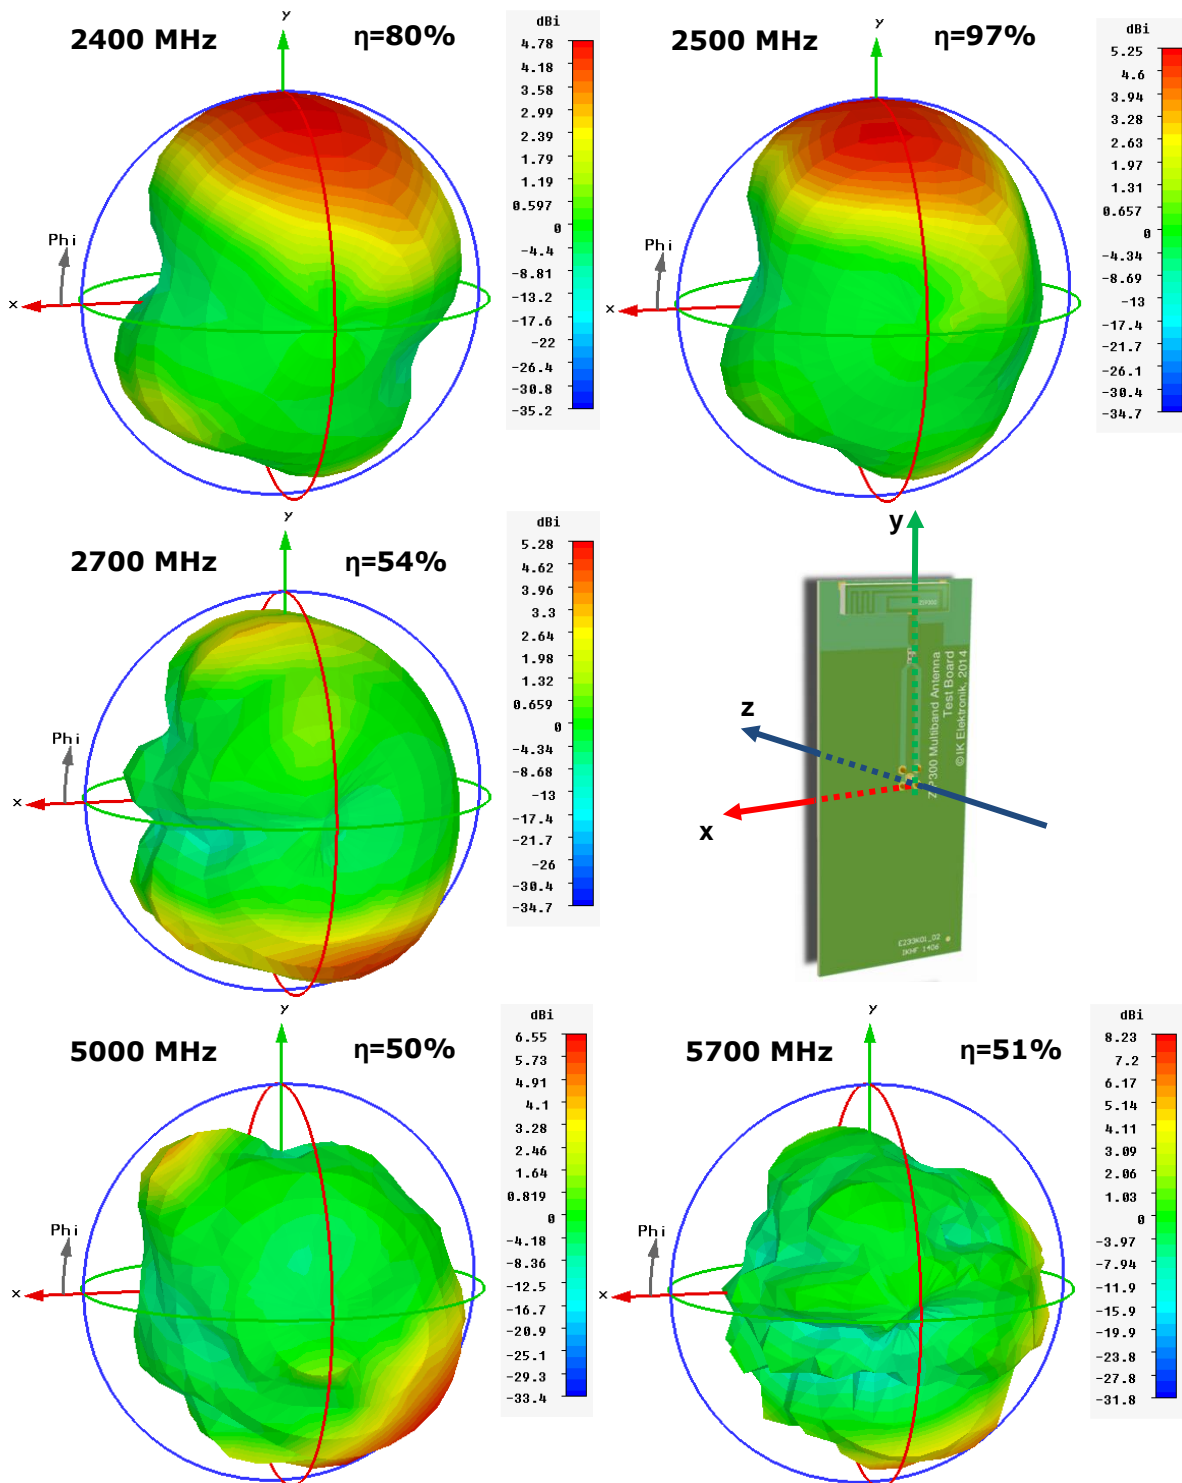 2400 MHz
η=80%
dBi
4.78
4.18
3.58
2.99
2.39
1.79
1.19
0.597
0
-4.4
-8.81
-13.2
-17.6
-22
-26.4
-30.8
-35.2
y
Phi
x
2500 MHz
η=97%
dBi
5.25
4.6
3.94
3.28
2.63
1.97
1.31
0.657
0
-4.34
-8.69
-13
-17.4
-21.7
-26.1
-30.4
-34.7
y
Phi
x
2700 MHz
η=54%
dBi
5.28
4.62
3.96
3.3
2.64
1.98
1.32
0.659
0
-4.34
-8.68
-13
-17.4
-21.7
-26
-30.4
-34.7
y
Phi
x
y
z
x
ZYP300 Multiband Antenna
Test Board
© IK Elektronik, 2014
E233K01_02
IKMF 1406
5000 MHz
η=50%
dBi
6.55
5.73
4.91
4.1
3.28
2.46
1.64
0.819
0
-4.18
-8.36
-12.5
-16.7
-20.9
-25.1
-29.3
-33.4
y
Phi
x
5700 MHz
η=51%
dBi
8.23
7.2
6.17
5.14
4.11
3.09
2.06
1.03
0
-3.97
-7.94
-11.9
-15.9
-19.9
-23.8
-27.8
-31.8
y
Phi
x